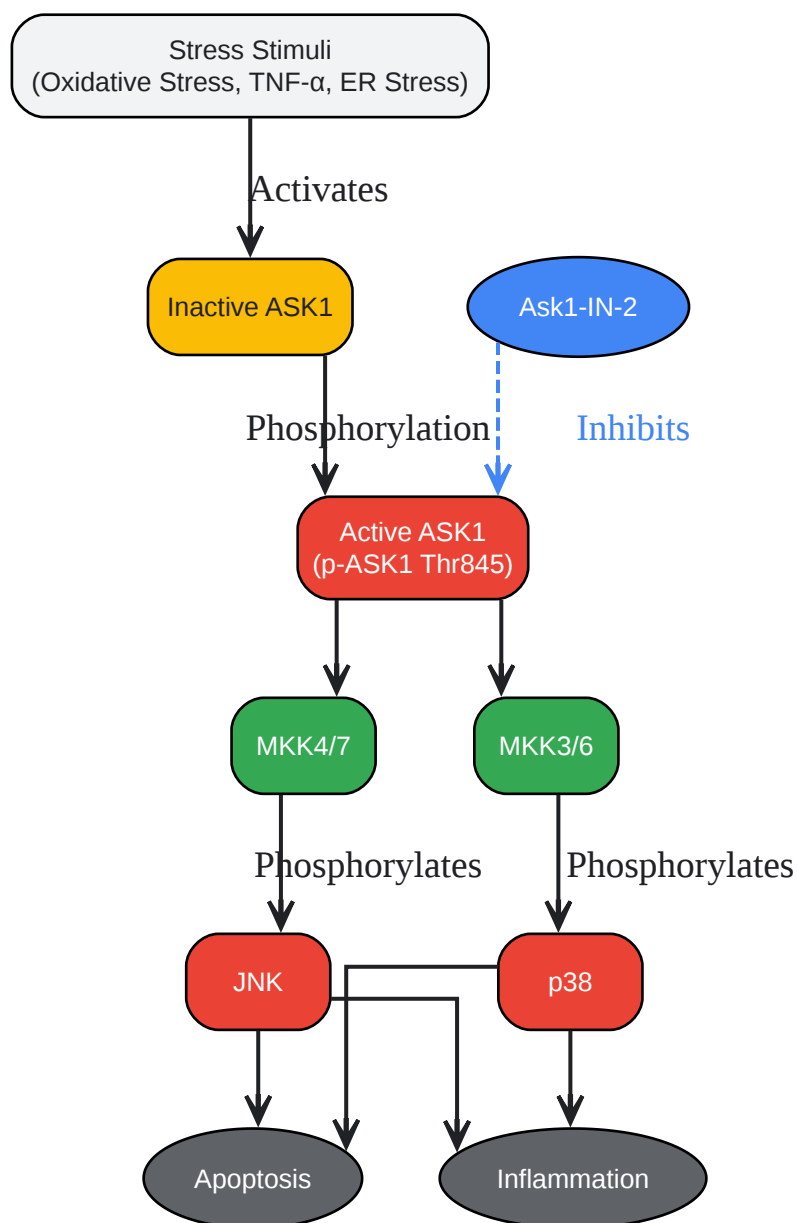 Stress Stimuli
(Oxidative Stress, TNF-α, ER Stress)
Activates
Inactive ASK1
Ask1-IN-2
Phosphorylation
Inhibits
Active ASK1
(p-ASK1 Thr845)
MKK4/7
MKK3/6
Phosphorylates
Phosphorylates
JNK
p38
Apoptosis
Inflammation